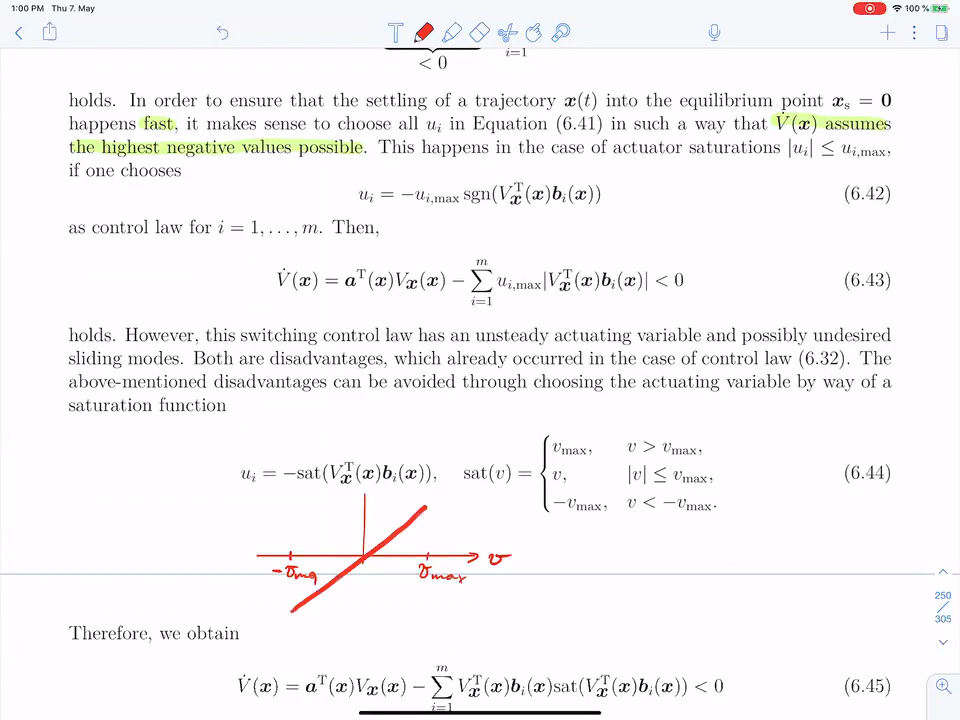 1:00 PM Thu 7. May 100 %
< 0 i=1
holds. In order to ensure that the settling of a trajectory x(t) into the equilibrium point x_s = 0
happens fast, it makes sense to choose all u_i in Equation (6.41) in such a way that V̇(x) assumes
the highest negative values possible. This happens in the case of actuator saturations |u_i| ≤ u_{i,max},
if one chooses
u_i = −u_{i,max} sgn(V_x^T(x)b_i(x)) (6.42)
as control law for i = 1, . . . , m. Then,
V̇(x) = a^T(x)V_x(x) − ∑_{i=1}^{m} u_{i,max}|V_x^T(x)b_i(x)| < 0 (6.43)
holds. However, this switching control law has an unsteady actuating variable and possibly undesired
sliding modes. Both are disadvantages, which already occurred in the case of control law (6.32). The
above-mentioned disadvantages can be avoided through choosing the actuating variable by way of a
saturation function
u_i = −sat(V_x^T(x)b_i(x)), sat(v) = { v_max, v > v_max,
v, |v| ≤ v_max,
−v_max, v < −v_max. (6.44)
v
-v_ma v_max
250
305
Therefore, we obtain
V̇(x) = a^T(x)V_x(x) − ∑_{i=1}^{m} V_x^T(x)b_i(x)sat(V_x^T(x)b_i(x)) < 0 (6.45)